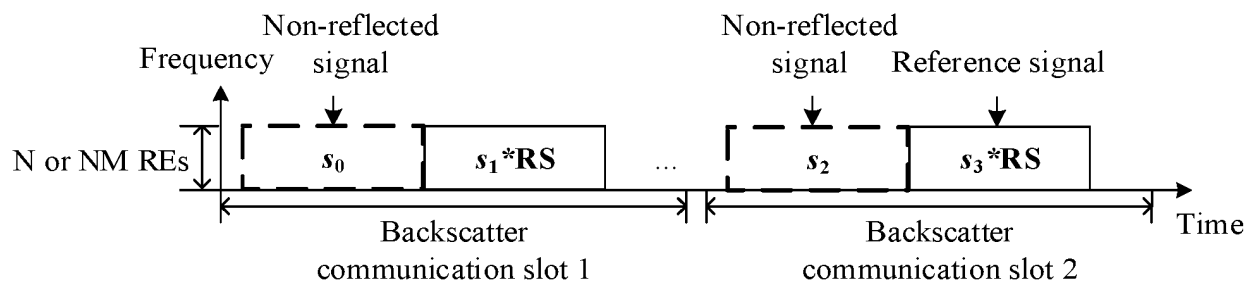 Non-reflected
signal
Non-reflected
signal
Frequency
Reference signal
N or NM REs
s0
s1*RS
...
s2
s3*RS
Time
Backscatter
communication slot 1
Backscatter
communication slot 2